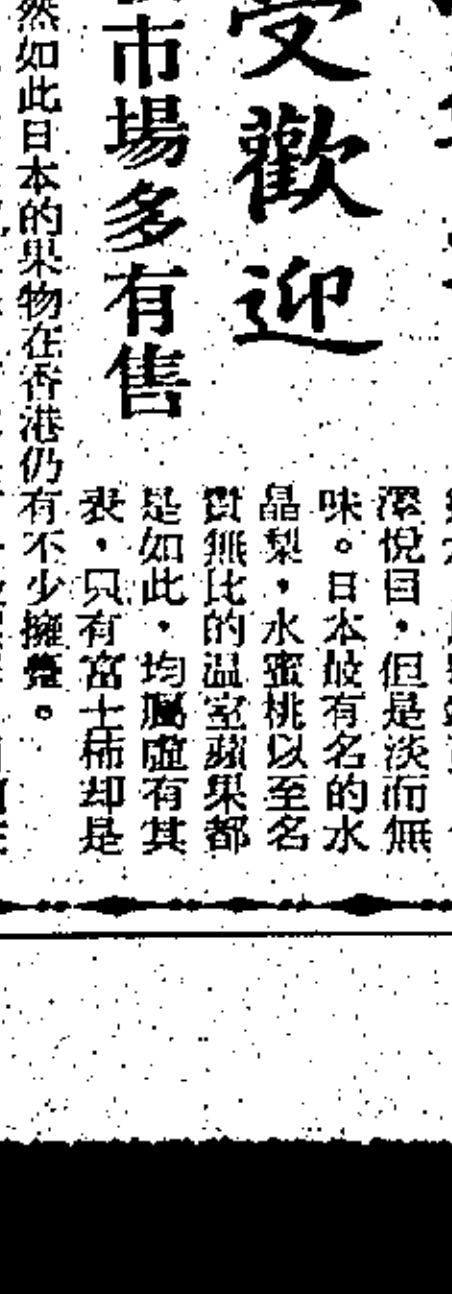 受歡迎
市場多有售
潔悦目,但是淡而無
味。日本最有名的水
晶梨,水蜜桃以至名
貴無比的溫室蘋果都
是如此,均屬虛有其
表,只有富士柿却是
然如此日本的果物在香港仍有不少擁躉。